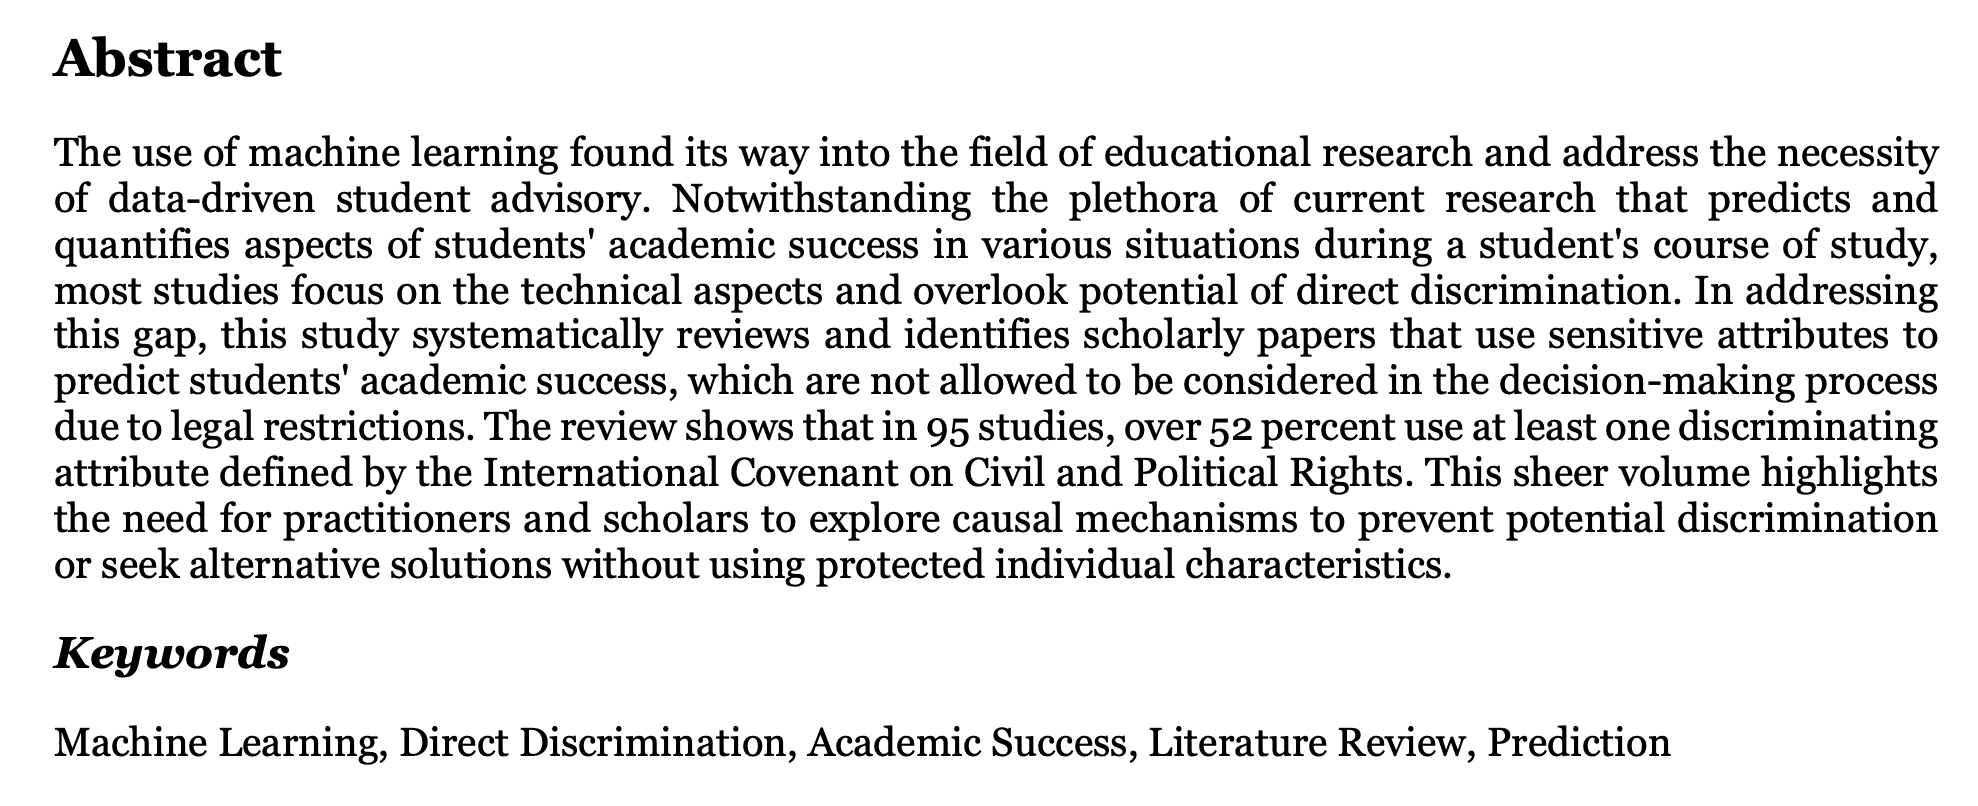 Abstract
The use of machine learning found its way into the field of educational research and address the necessity
of data-driven student advisory. Notwithstanding the plethora of current research that predicts and
quantifies aspects of students' academic success in various situations during a student's course of study,
most studies focus on the technical aspects and overlook potential of direct discrimination. In addressing
this gap, this study systematically reviews and identifies scholarly papers that use sensitive attributes to
predict students' academic success, which are not allowed to be considered in the decision-making process
due to legal restrictions. The review shows that in 95 studies, over 52 percent use at least one discriminating
attribute defined by the International Covenant on Civil and Political Rights. This sheer volume highlights
the need for practitioners and scholars to explore causal mechanisms to prevent potential discrimination
or seek alternative solutions without using protected individual characteristics.
Keywords
Machine Learning, Direct Discrimination, Academic Success, Literature Review, Prediction